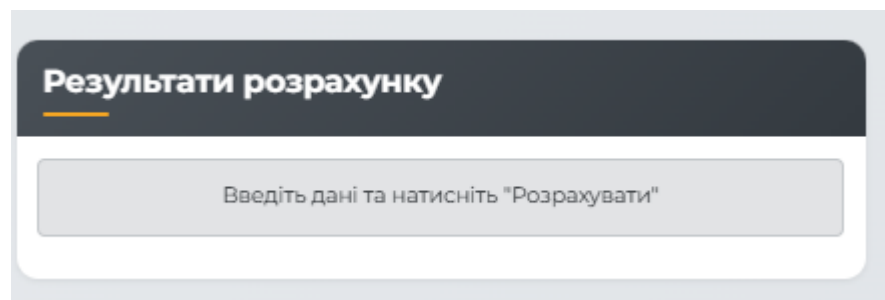 Результати розрахунку
Введіть дані та натисніть "Розрахувати"